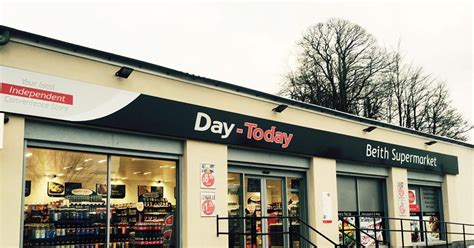 Your local
Independent
Convenience Store
Day-Today
Beith Supermarket